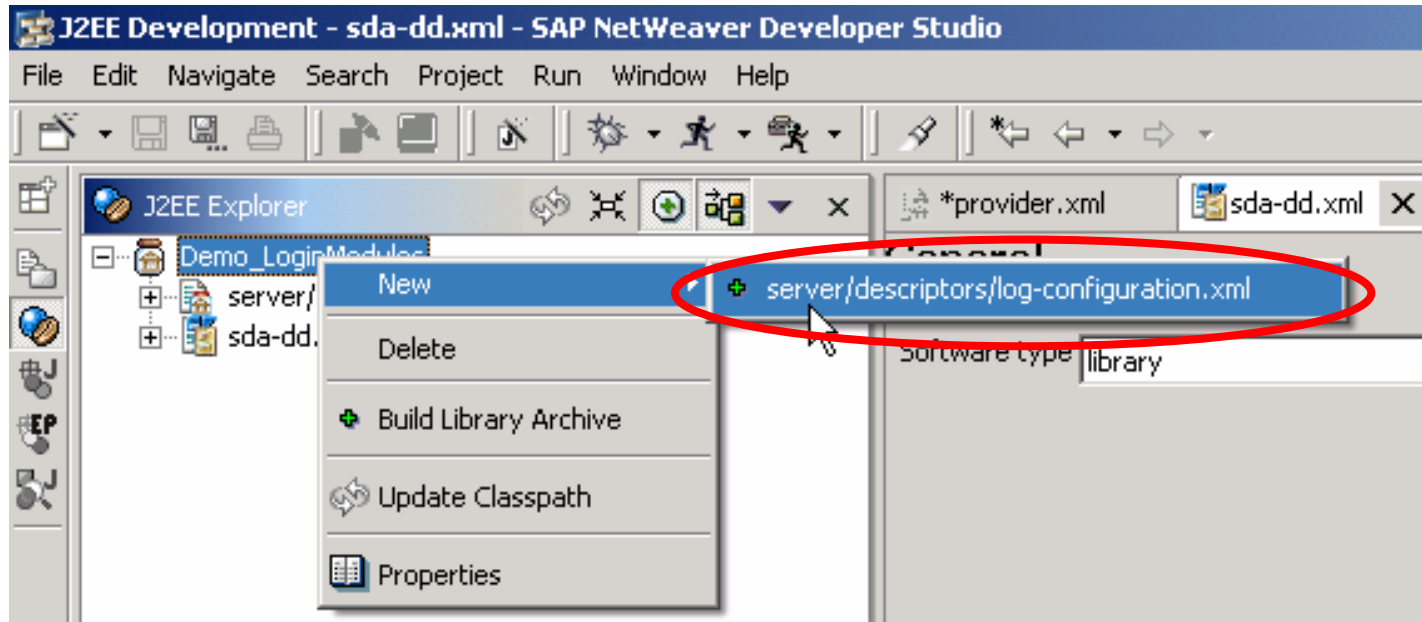 J2EE Development - sda-dd.xml - SAP NetWeaver Developer Studio
File Edit Navigate Search Project Run Window Help
J2EE Explorer
*provider.xml
sda-dd.xml
Demo_LoginModules
server/
sda-dd.
New
Delete
Build Library Archive
Update Classpath
Properties
server/descriptors/log-configuration.xml
General
Software type
library
EP
J